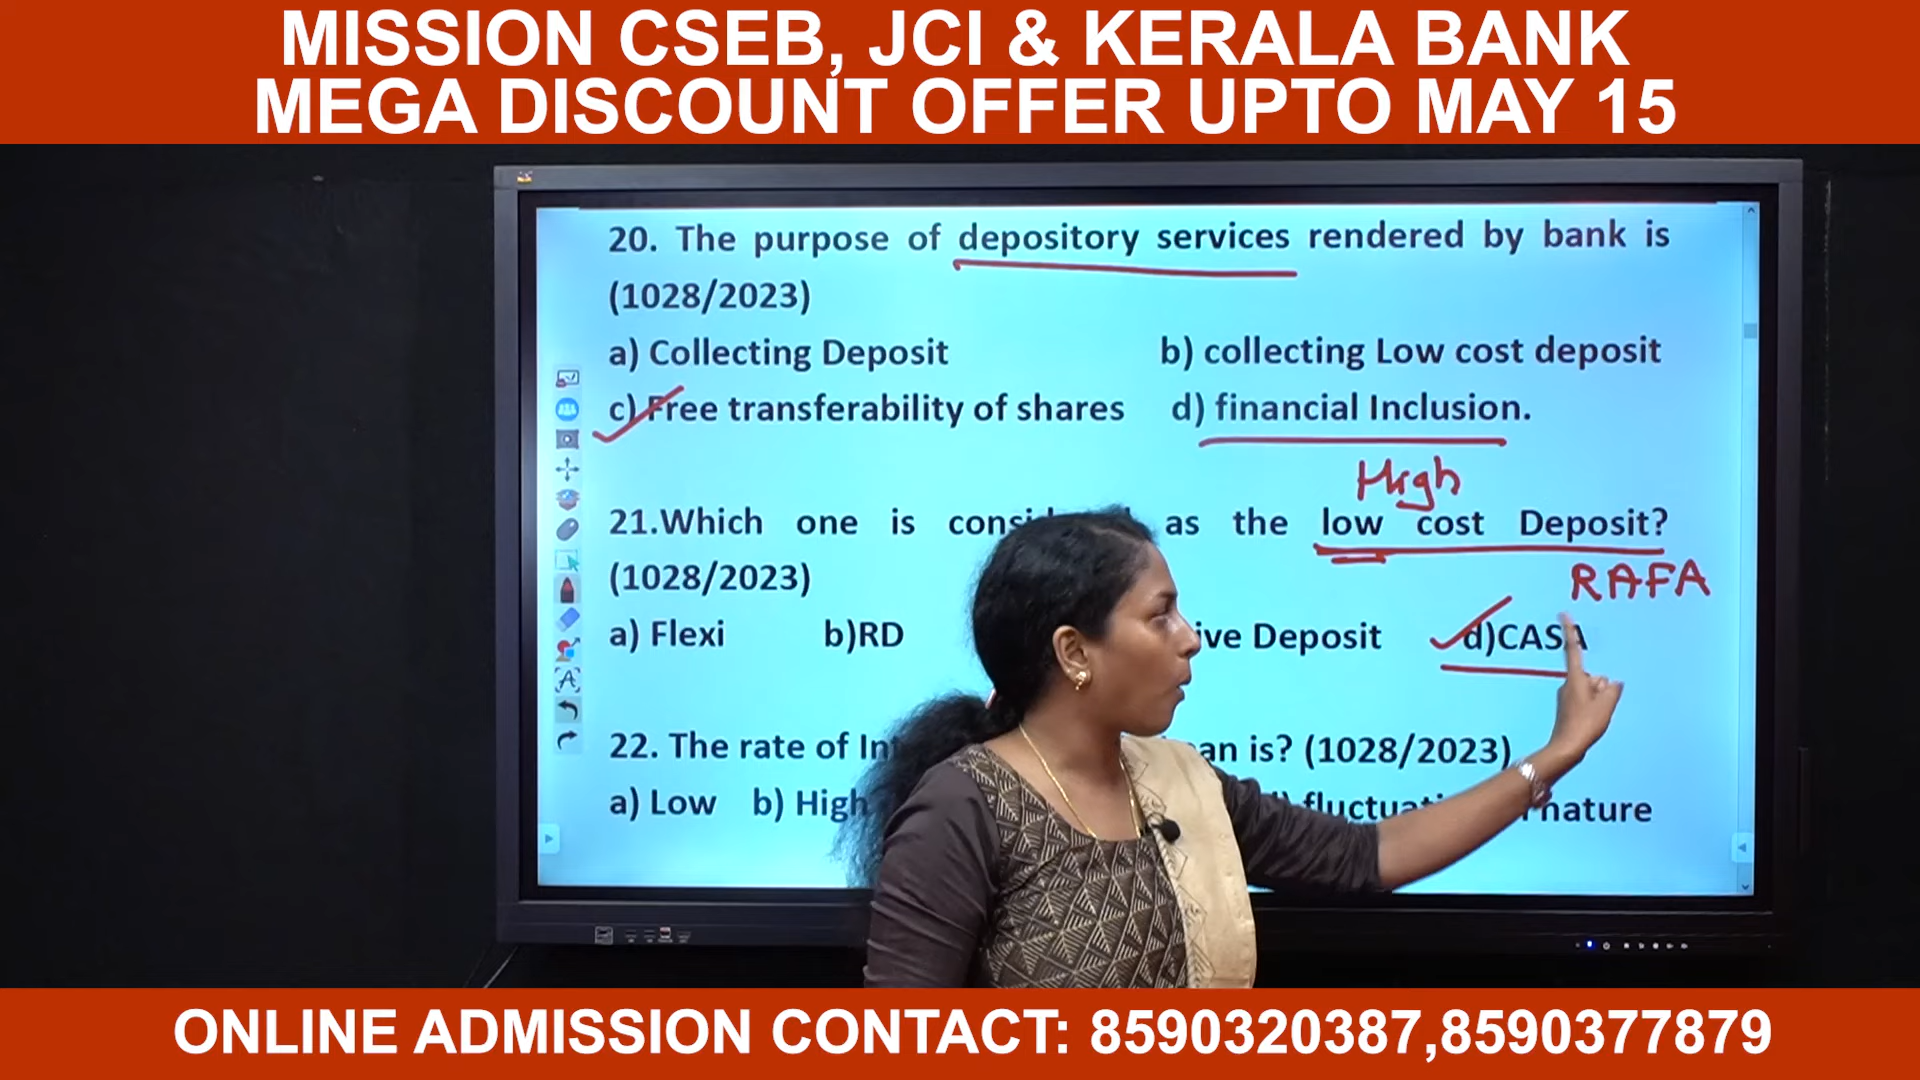 MISSION CSEB, JCI & KERALA BANK
MEGA DISCOUNT OFFER UPTO MAY 15
20. The purpose of depository services rendered by bank is
(1028/2023)
a) Collecting Deposit b) collecting Low cost deposit
c) Free transferability of shares d) financial Inclusion.
High
21.Which one is as the low cost Deposit?
(1028/2023)
RAFA
a) Flexi b)RD Deposit d)CASA
22. The rate of is? (1028/2023)
a) Low b) High nature
ONLINE ADMISSION CONTACT: 8590320387,8590377879